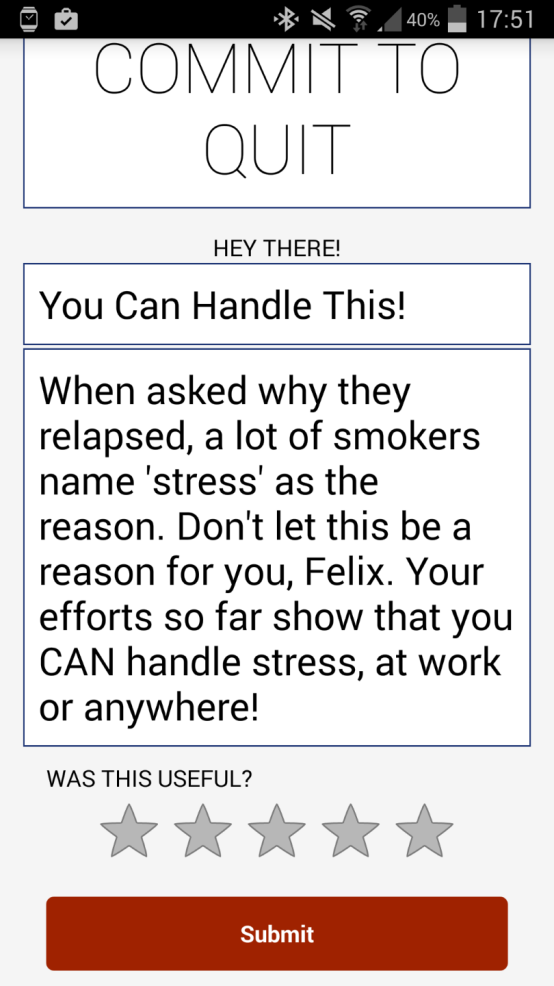 40% 17:51
COMMIT TO
QUIT
HEY THERE!
You Can Handle This!
When asked why they
relapsed, a lot of smokers
name 'stress' as the
reason. Don't let this be a
reason for you, Felix. Your
efforts so far show that you
CAN handle stress, at work
or anywhere!
WAS THIS USEFUL?
Submit